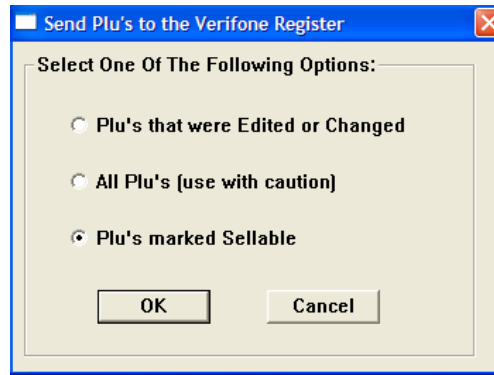 Send Plu's to the Verifone Register
Select One Of The Following Options:
Plu's that were Edited or Changed
All Plu's (use with caution)
Plu's marked Sellable
OK
Cancel